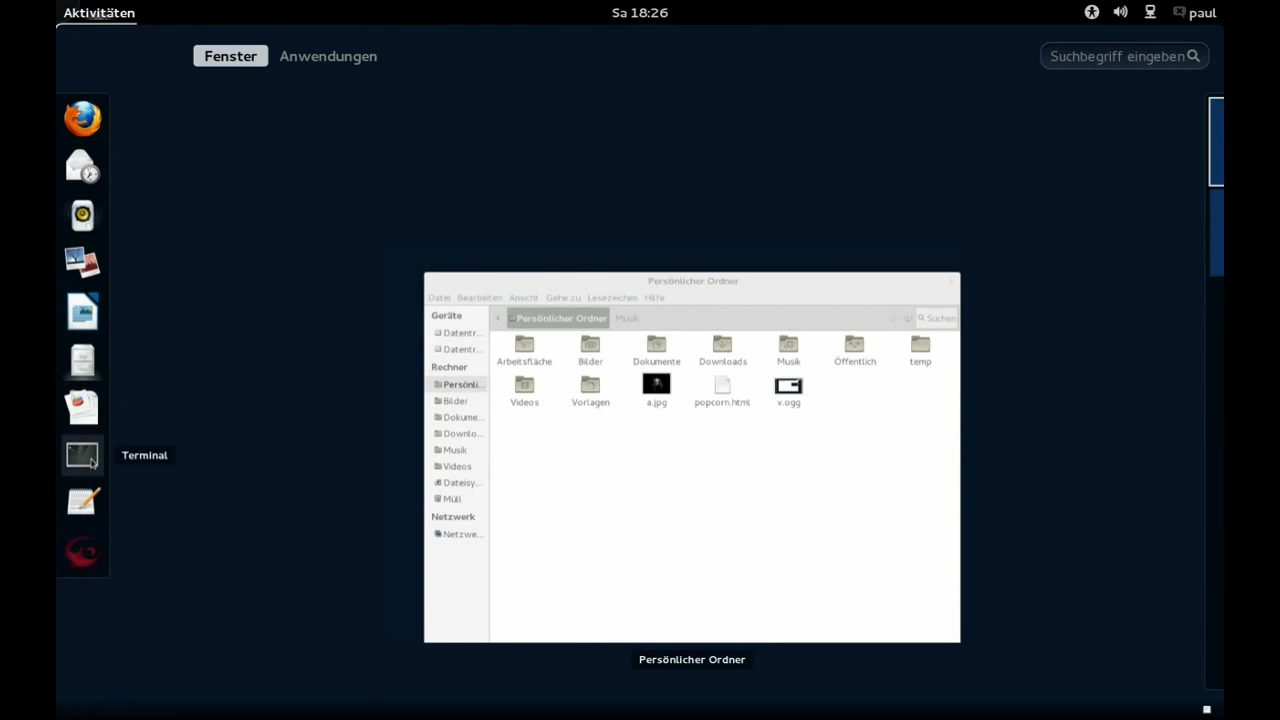 Aktivitäten Sa 18:26 paul
Fenster Anwendungen Suchbegriff eingeben
Persönlicher Ordner
Datei Bearbeiten Ansicht Gehe zu Lesezeichen Hilfe
Geräte
Persönlicher Ordner Musik Suchen
Datentr...
Datentr...
Rechner
Persönli...
Bilder
Dokume...
Downlo...
Musik
Videos
Dateisy...
Müll
Netzwerk
Netzwe...
Arbeitsfläche Bilder Dokumente Downloads Musik Öffentlich temp
Videos Vorlagen a.jpg popcorn.html v.ogg
Terminal
Persönlicher Ordner